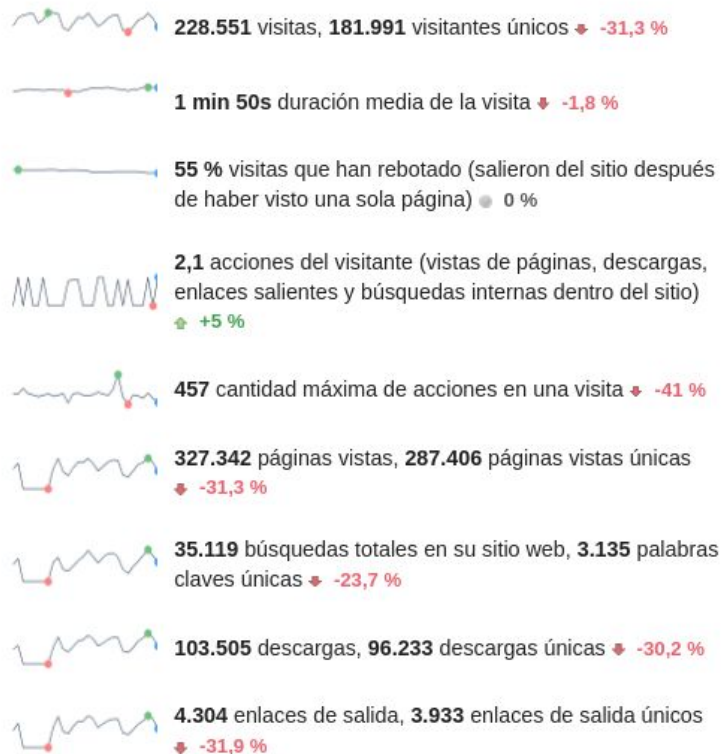 228.551 visitas, 181.991 visitantes únicos -31,3 %
1 min 50s duración media de la visita -1,8 %
55 % visitas que han rebotado (salieron del sitio después
de haber visto una sola página) 0 %
2,1 acciones del visitante (vistas de páginas, descargas,
enlaces salientes y búsquedas internas dentro del sitio)
+5 %
457 cantidad máxima de acciones en una visita -41 %
327.342 páginas vistas, 287.406 páginas vistas únicas
-31,3 %
35.119 búsquedas totales en su sitio web, 3.135 palabras
claves únicas -23,7 %
103.505 descargas, 96.233 descargas únicas -30,2 %
4.304 enlaces de salida, 3.933 enlaces de salida únicos
-31,9 %